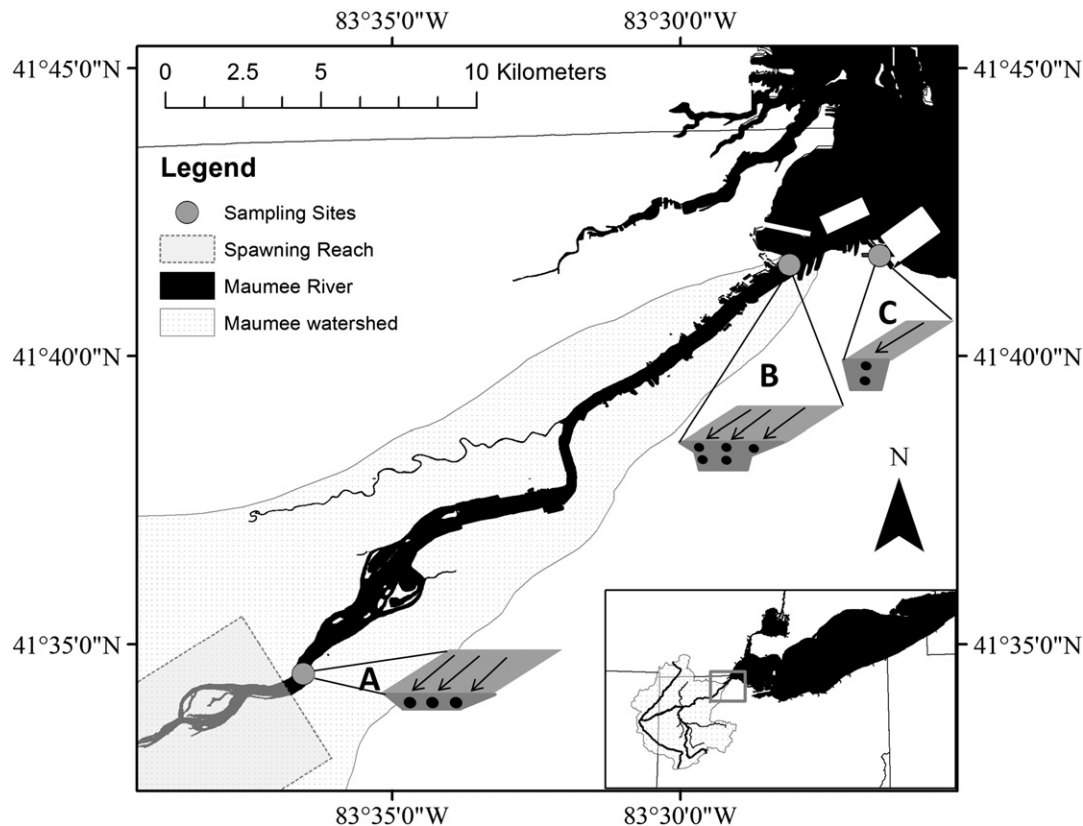 83°35'0"W 83°30'0"W
41°45'0"N 41°45'0"N
0 2.5 5 10 Kilometers
Legend
Sampling Sites
Spawning Reach
Maumee River
Maumee watershed
C
41°40'0"N 41°40'0"N
B
N
41°35'0"N 41°35'0"N
A
83°35'0"W 83°30'0"W